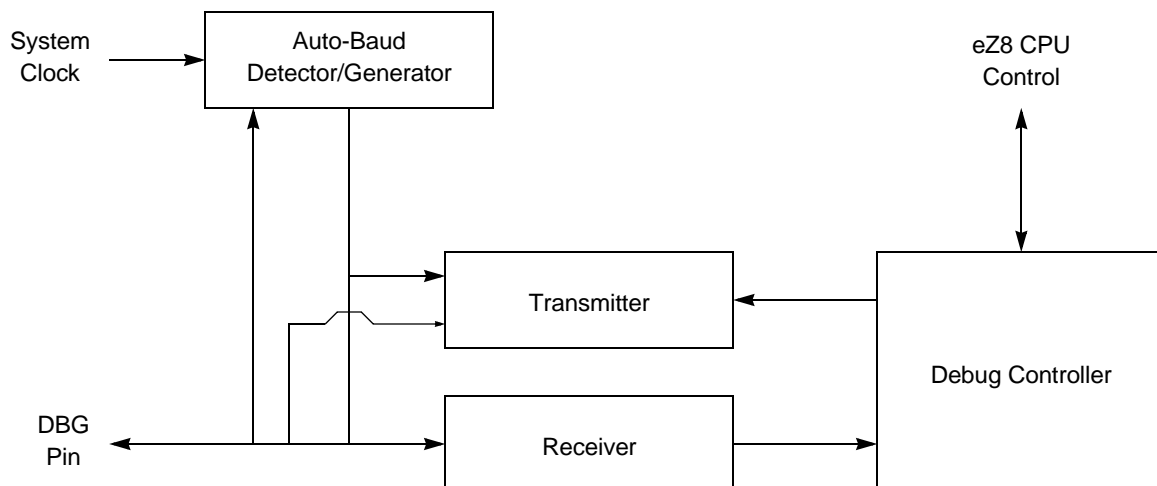 System
Clock
Auto-Baud
Detector/Generator
eZ8 CPU
Control
Transmitter
Debug Controller
DBG
Pin
Receiver